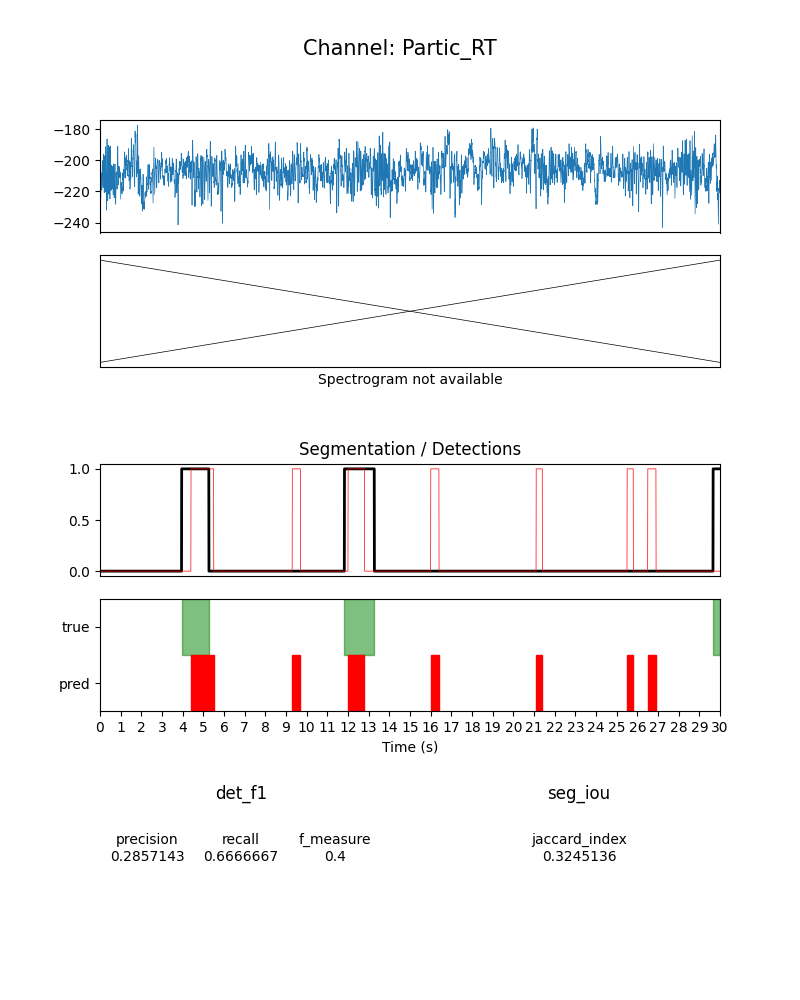 Channel: Partic_RT
−180
−200
−220
−240
Spectrogram not available
Segmentation / Detections
1.0
0.5
0.0
true
pred
0 1 2 3 4 5 6 7 8 9 10 11 12 13 14 15 16 17 18 19 20 21 22 23 24 25 26 27 28 29 30
Time (s)
det_f1 seg_iou
precision recall f_measure jaccard_index
0.2857143 0.6666667 0.4 0.3245136